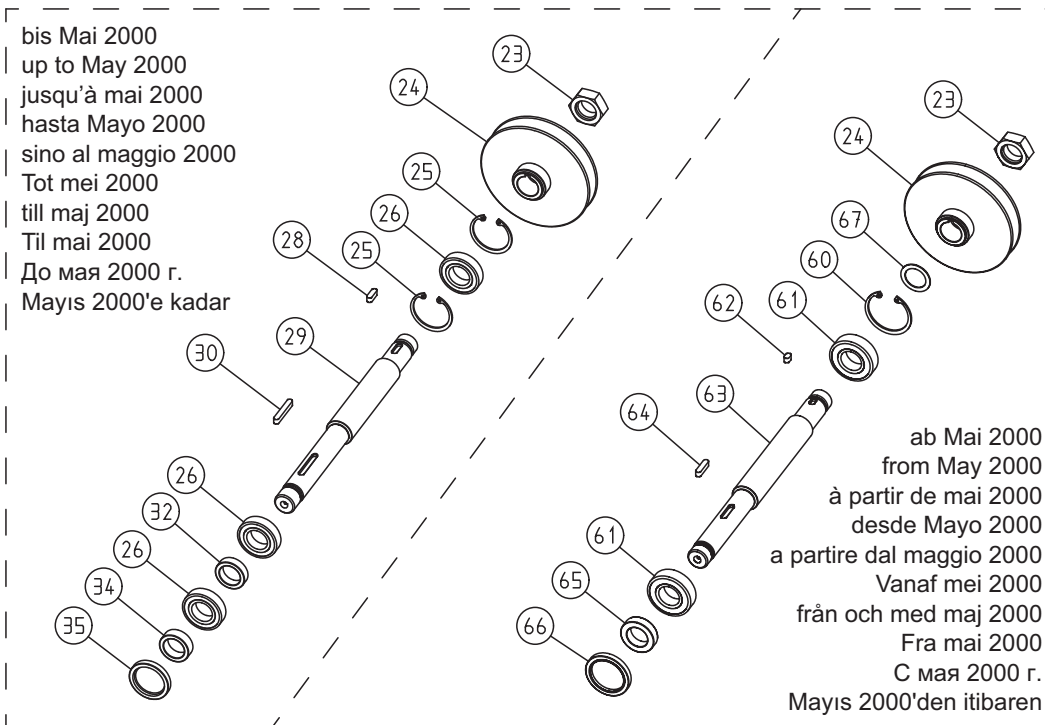 bis Mai 2000
up to May 2000
jusqu'à mai 2000
hasta Mayo 2000
sino al maggio 2000
Tot mei 2000
till maj 2000
Til mai 2000
До мая 2000 г.
Mayıs 2000'e kadar
23
24
25
26
28
25
29
30
26
32
26
34
35
23
24
67
60
61
62
63
64
61
65
66
ab Mai 2000
from May 2000
à partir de mai 2000
desde Mayo 2000
a partire dal maggio 2000
Vanaf mei 2000
från och med maj 2000
Fra mai 2000
С мая 2000 г.
Mayıs 2000'den itibaren